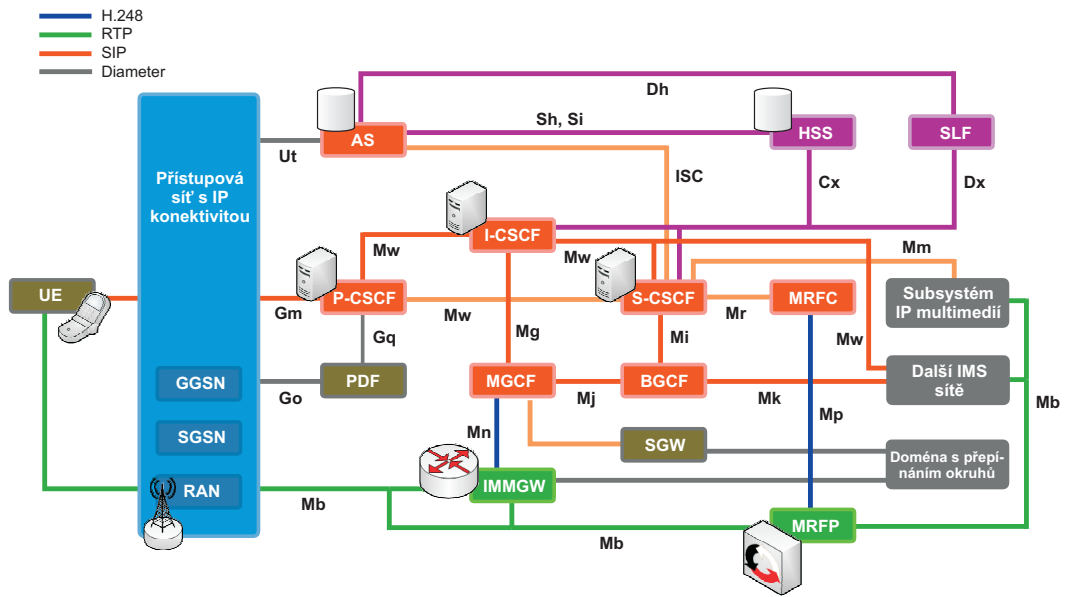 H.248
RTP
SIP
Diameter
Dh
Sh, Si
AS
HSS
SLF
Ut
ISC
Cx
Dx
Přístupová
síť s IP
konektivitou
I-CSCF
Mw
Mw
Mm
UE
P-CSCF
S-CSCF
MRFC
Subsystém
IP multimedií
Gm
Mw
Mr
Gq
Mg
Mi
Mw
GGSN
PDF
MGCF
BGCF
Další IMS
sítě
Go
Mj
Mk
Mb
Mp
SGSN
Mn
SGW
Doména s přepí-
náním okruhů
RAN
IMMGW
Mb
MRFP
Mb